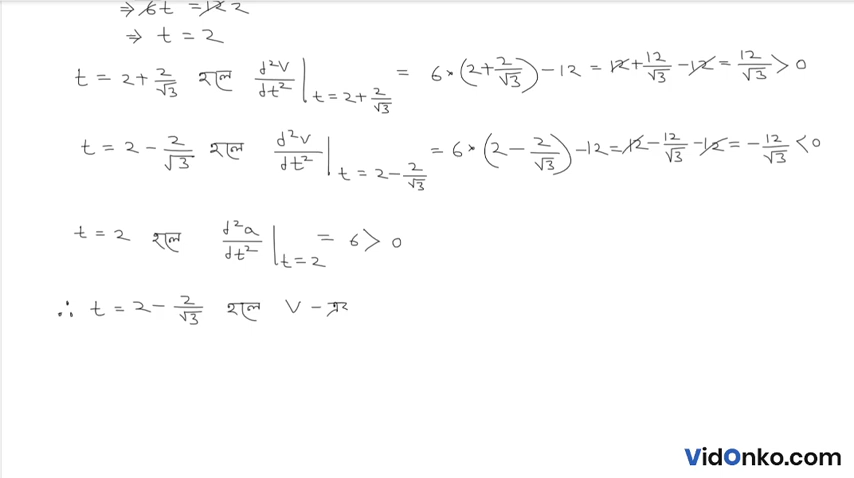 ⇒ 6t = 12 2
⇒ t = 2
t = 2 + 2/√3 হলে d²v/dt² |t = 2 + 2/√3 = 6 * (2 + 2/√3) - 12 = 12 + 12/√3 - 12 = 12/√3 > 0
t = 2 - 2/√3 হলে d²v/dt² |t = 2 - 2/√3 = 6 * (2 - 2/√3) - 12 = 12 - 12/√3 - 12 = - 12/√3 < 0
t = 2 হলে d²a/dt² |t = 2 = 6 > 0
∴ t = 2 - 2/√3 হলে v - এর
VidOnko.com